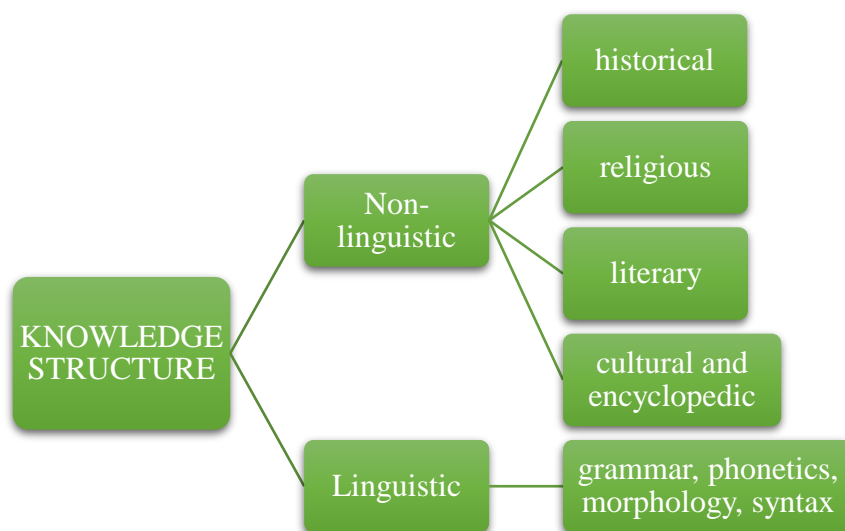 KNOWLEDGE
STRUCTURE
Non-
linguistic
historical
religious
literary
cultural and
encyclopedic
Linguistic
grammar, phonetics,
morphology, syntax